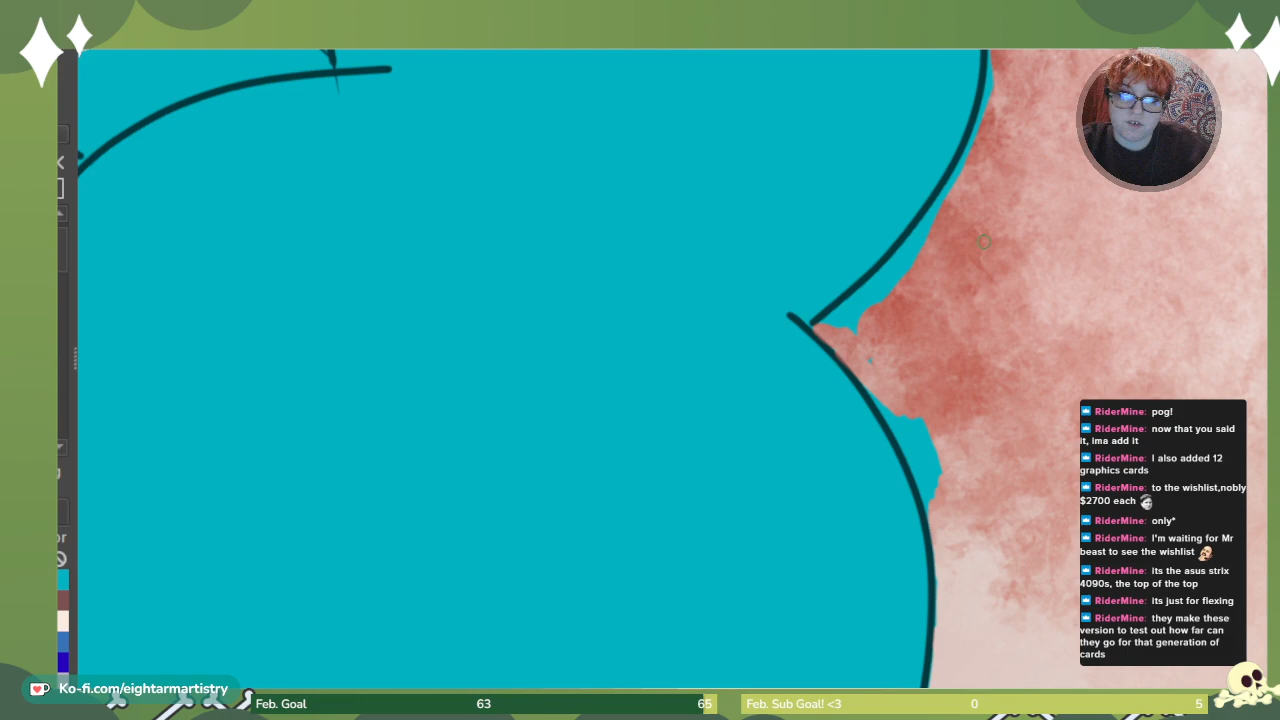 or
RiderMine: pog!
RiderMine: now that you said
it, ima add it
RiderMine: I also added 12
graphics cards
RiderMine: to the wishlist,nobly
$2700 each
RiderMine: only*
RiderMine: I'm waiting for Mr
beast to see the wishlist
RiderMine: its the asus strix
4090s, the top of the top
RiderMine: its just for flexing
RiderMine: they make these
version to test out how far can
they go for that generation of
cards
Ko-fi.com/eightarmartistry
Feb. Goal 63 65
Feb. Sub Goal! <3 0 5